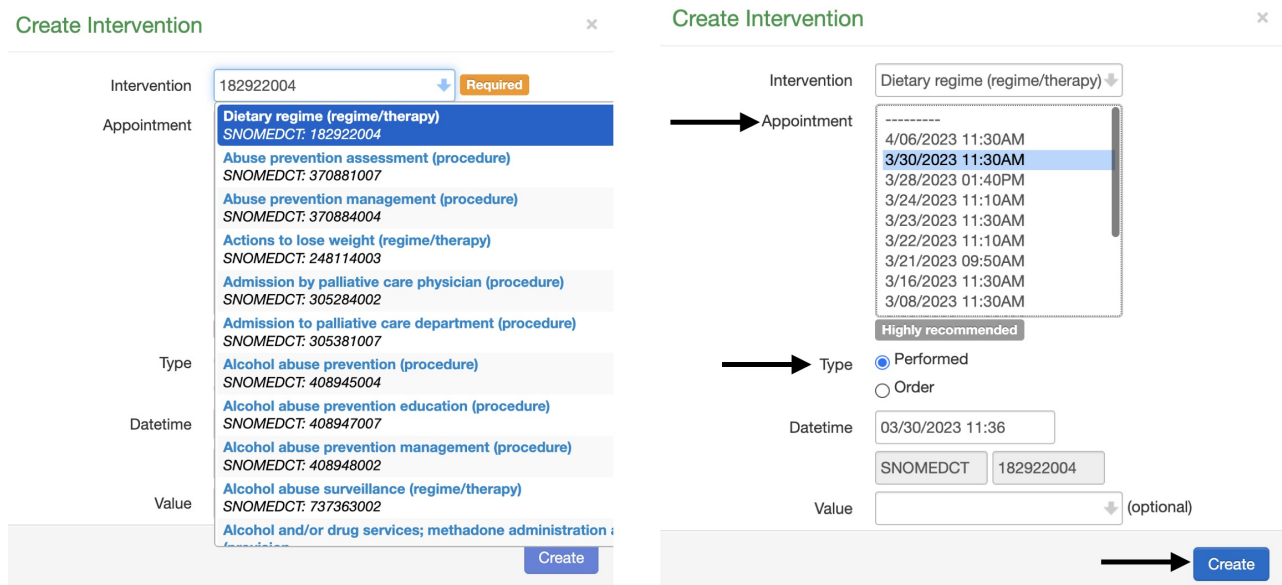 Create Intervention
×
Intervention
182922004
Required
Appointment
Dietary regime (regime/therapy)
SNOMEDCT: 182922004
Abuse prevention assessment (procedure)
SNOMEDCT: 370881007
Abuse prevention management (procedure)
SNOMEDCT: 370884004
Actions to lose weight (regime/therapy)
SNOMEDCT: 248114003
Admission by palliative care physician (procedure)
SNOMEDCT: 305284002
Admission to palliative care department (procedure)
SNOMEDCT: 305381007
Type
Alcohol abuse prevention (procedure)
SNOMEDCT: 408945004
Alcohol abuse prevention education (procedure)
SNOMEDCT: 408947007
Datetime
Alcohol abuse prevention management (procedure)
SNOMEDCT: 408948002
Alcohol abuse surveillance (regime/therapy)
SNOMEDCT: 737363002
Value
Alcohol and/or drug services; methadone administration
Create
Create Intervention
×
Intervention
Dietary regime (regime/therapy)
Appointment
---------
4/06/2023 11:30AM
3/30/2023 11:30AM
3/28/2023 01:40PM
3/24/2023 11:10AM
3/23/2023 11:30AM
3/22/2023 11:10AM
3/21/2023 09:50AM
3/16/2023 11:30AM
3/08/2023 11:30AM
Highly recommended
Type
Performed
Order
Datetime
03/30/2023 11:36
SNOMEDCT
182922004
Value
(optional)
Create